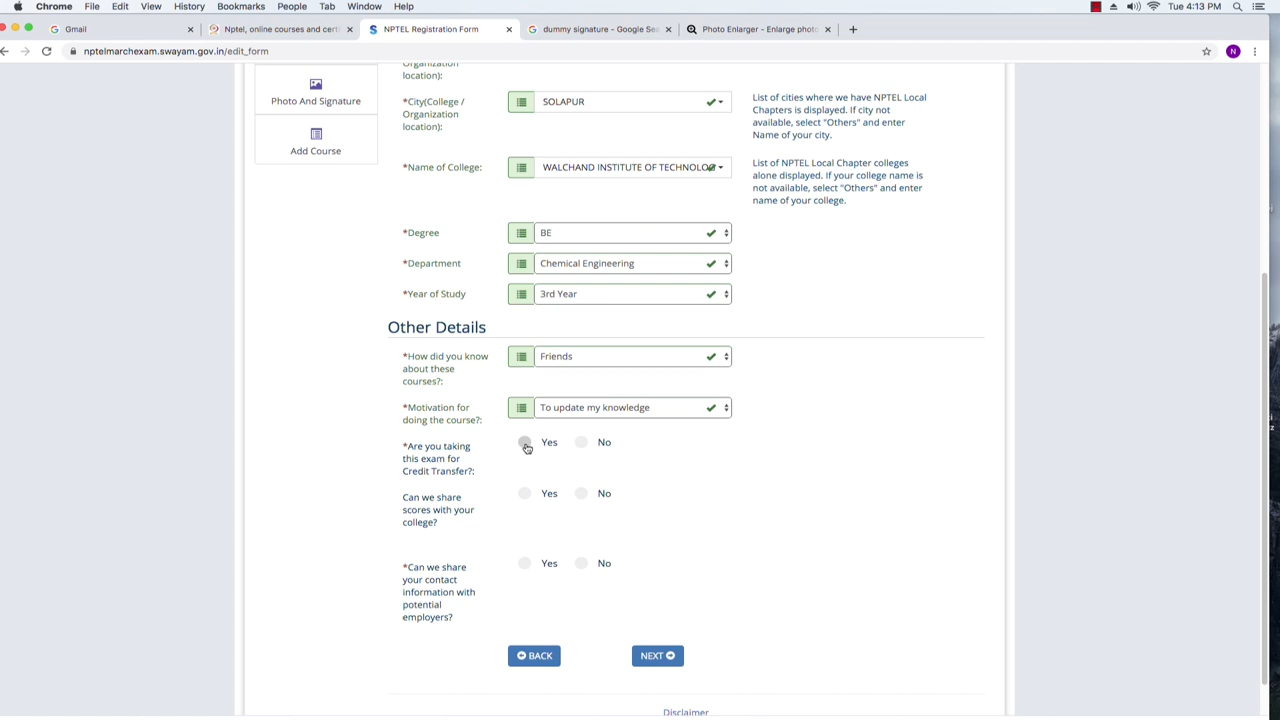 Chrome File Edit View History Bookmarks People Tab Window Help Tue 4:13 PM
Gmail Nptel, online courses and cert NPTEL Registration Form dummy signature - Google Se Photo Enlarger - Enlarge phot
nptelmarchexam.swayam.gov.in/edit_form N
Organization
location):
Photo And Signature
Add Course
*City(College /
Organization
location):
SOLAPUR
List of cities where we have NPTEL Local
Chapters is displayed. If city not
available, select "Others" and enter
Name of your city.
*Name of College:
WALCHAND INSTITUTE OF TECHNOLOG
List of NPTEL Local Chapter colleges
alone displayed. If your college name is
not available, select "Others" and enter
name of your college.
*Degree BE
*Department Chemical Engineering
*Year of Study 3rd Year
Other Details
*How did you know
about these
courses?:
Friends
*Motivation for
doing the course?:
To update my knowledge
*Are you taking
this exam for
Credit Transfer?:
Yes No
Can we share
scores with your
college?
Yes No
*Can we share
your contact
information with
potential
employers?
Yes No
BACK NEXT
Disclaimer